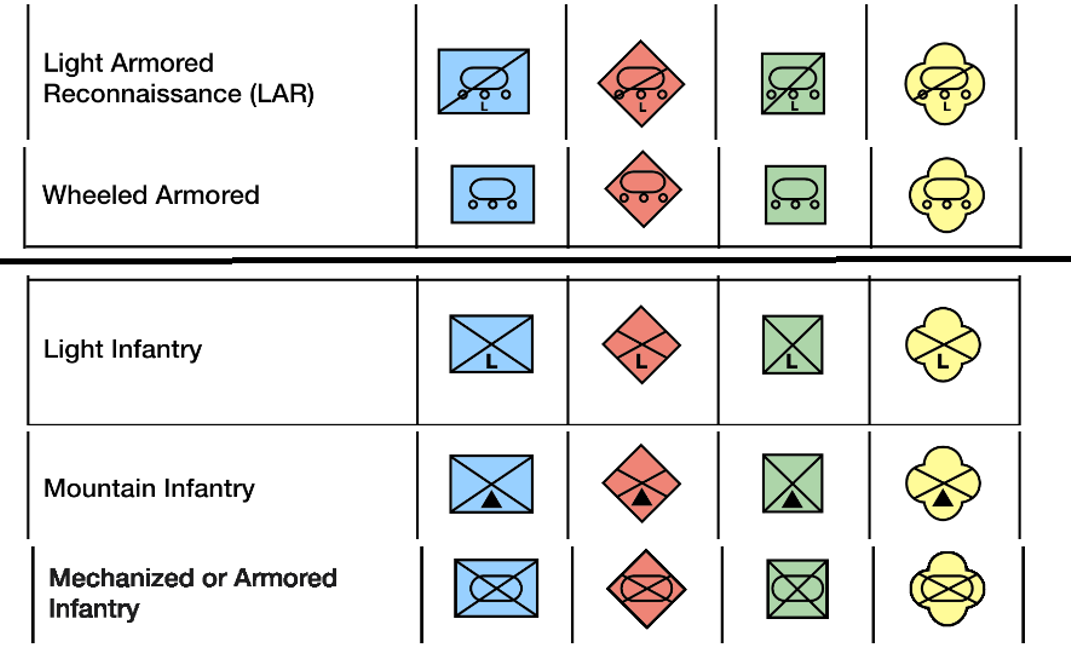 Light Armored
Reconnaissance (LAR)
L L L L
Wheeled Armored
Light Infantry
L L L L
Mountain Infantry
Mechanized or Armored
Infantry